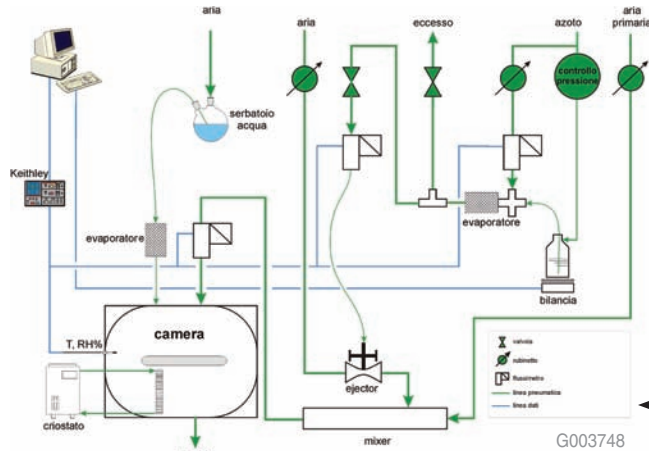 aria
aria
eccesso
azoto
aria
primaria
controllo
pressione
serbatoio
acqua
Keithley
evaporatore
evaporatore
bilancia
T, RH%
camera
criostato
ejector
mixer
valvola
rubinetto
flussimetro
linea pneumatica
linea dati
G003748